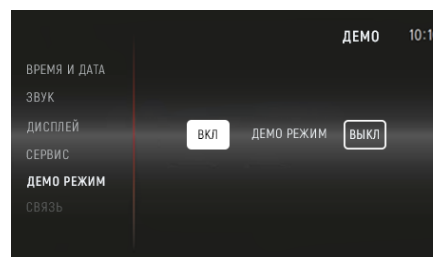 ДЕМО 10:1
ВРЕМЯ И ДАТА
ЗВУК
ДИСПЛЕЙ
ВКЛ ДЕМО РЕЖИМ ВЫКЛ
СЕРВИС
ДЕМО РЕЖИМ
СВЯЗЬ